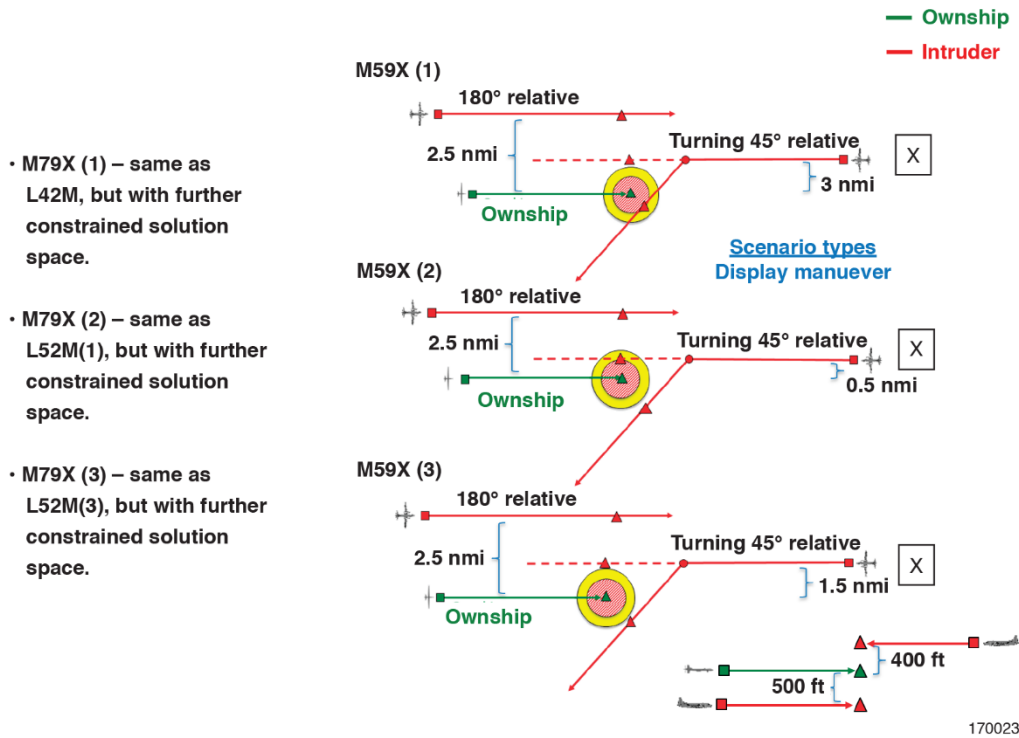 Ownship
Intruder
M59X (1)
180° relative
Turning 45° relative
X
2.5 nmi
3 nmi
Ownship
• M79X (1) – same as
L42M, but with further
constrained solution
space.
Scenario types
Display manuever
M59X (2)
180° relative
Turning 45° relative
X
2.5 nmi
0.5 nmi
Ownship
• M79X (2) – same as
L52M(1), but with further
constrained solution
space.
M59X (3)
180° relative
Turning 45° relative
X
2.5 nmi
1.5 nmi
Ownship
• M79X (3) – same as
L52M(3), but with further
constrained solution
space.
400 ft
500 ft
170023